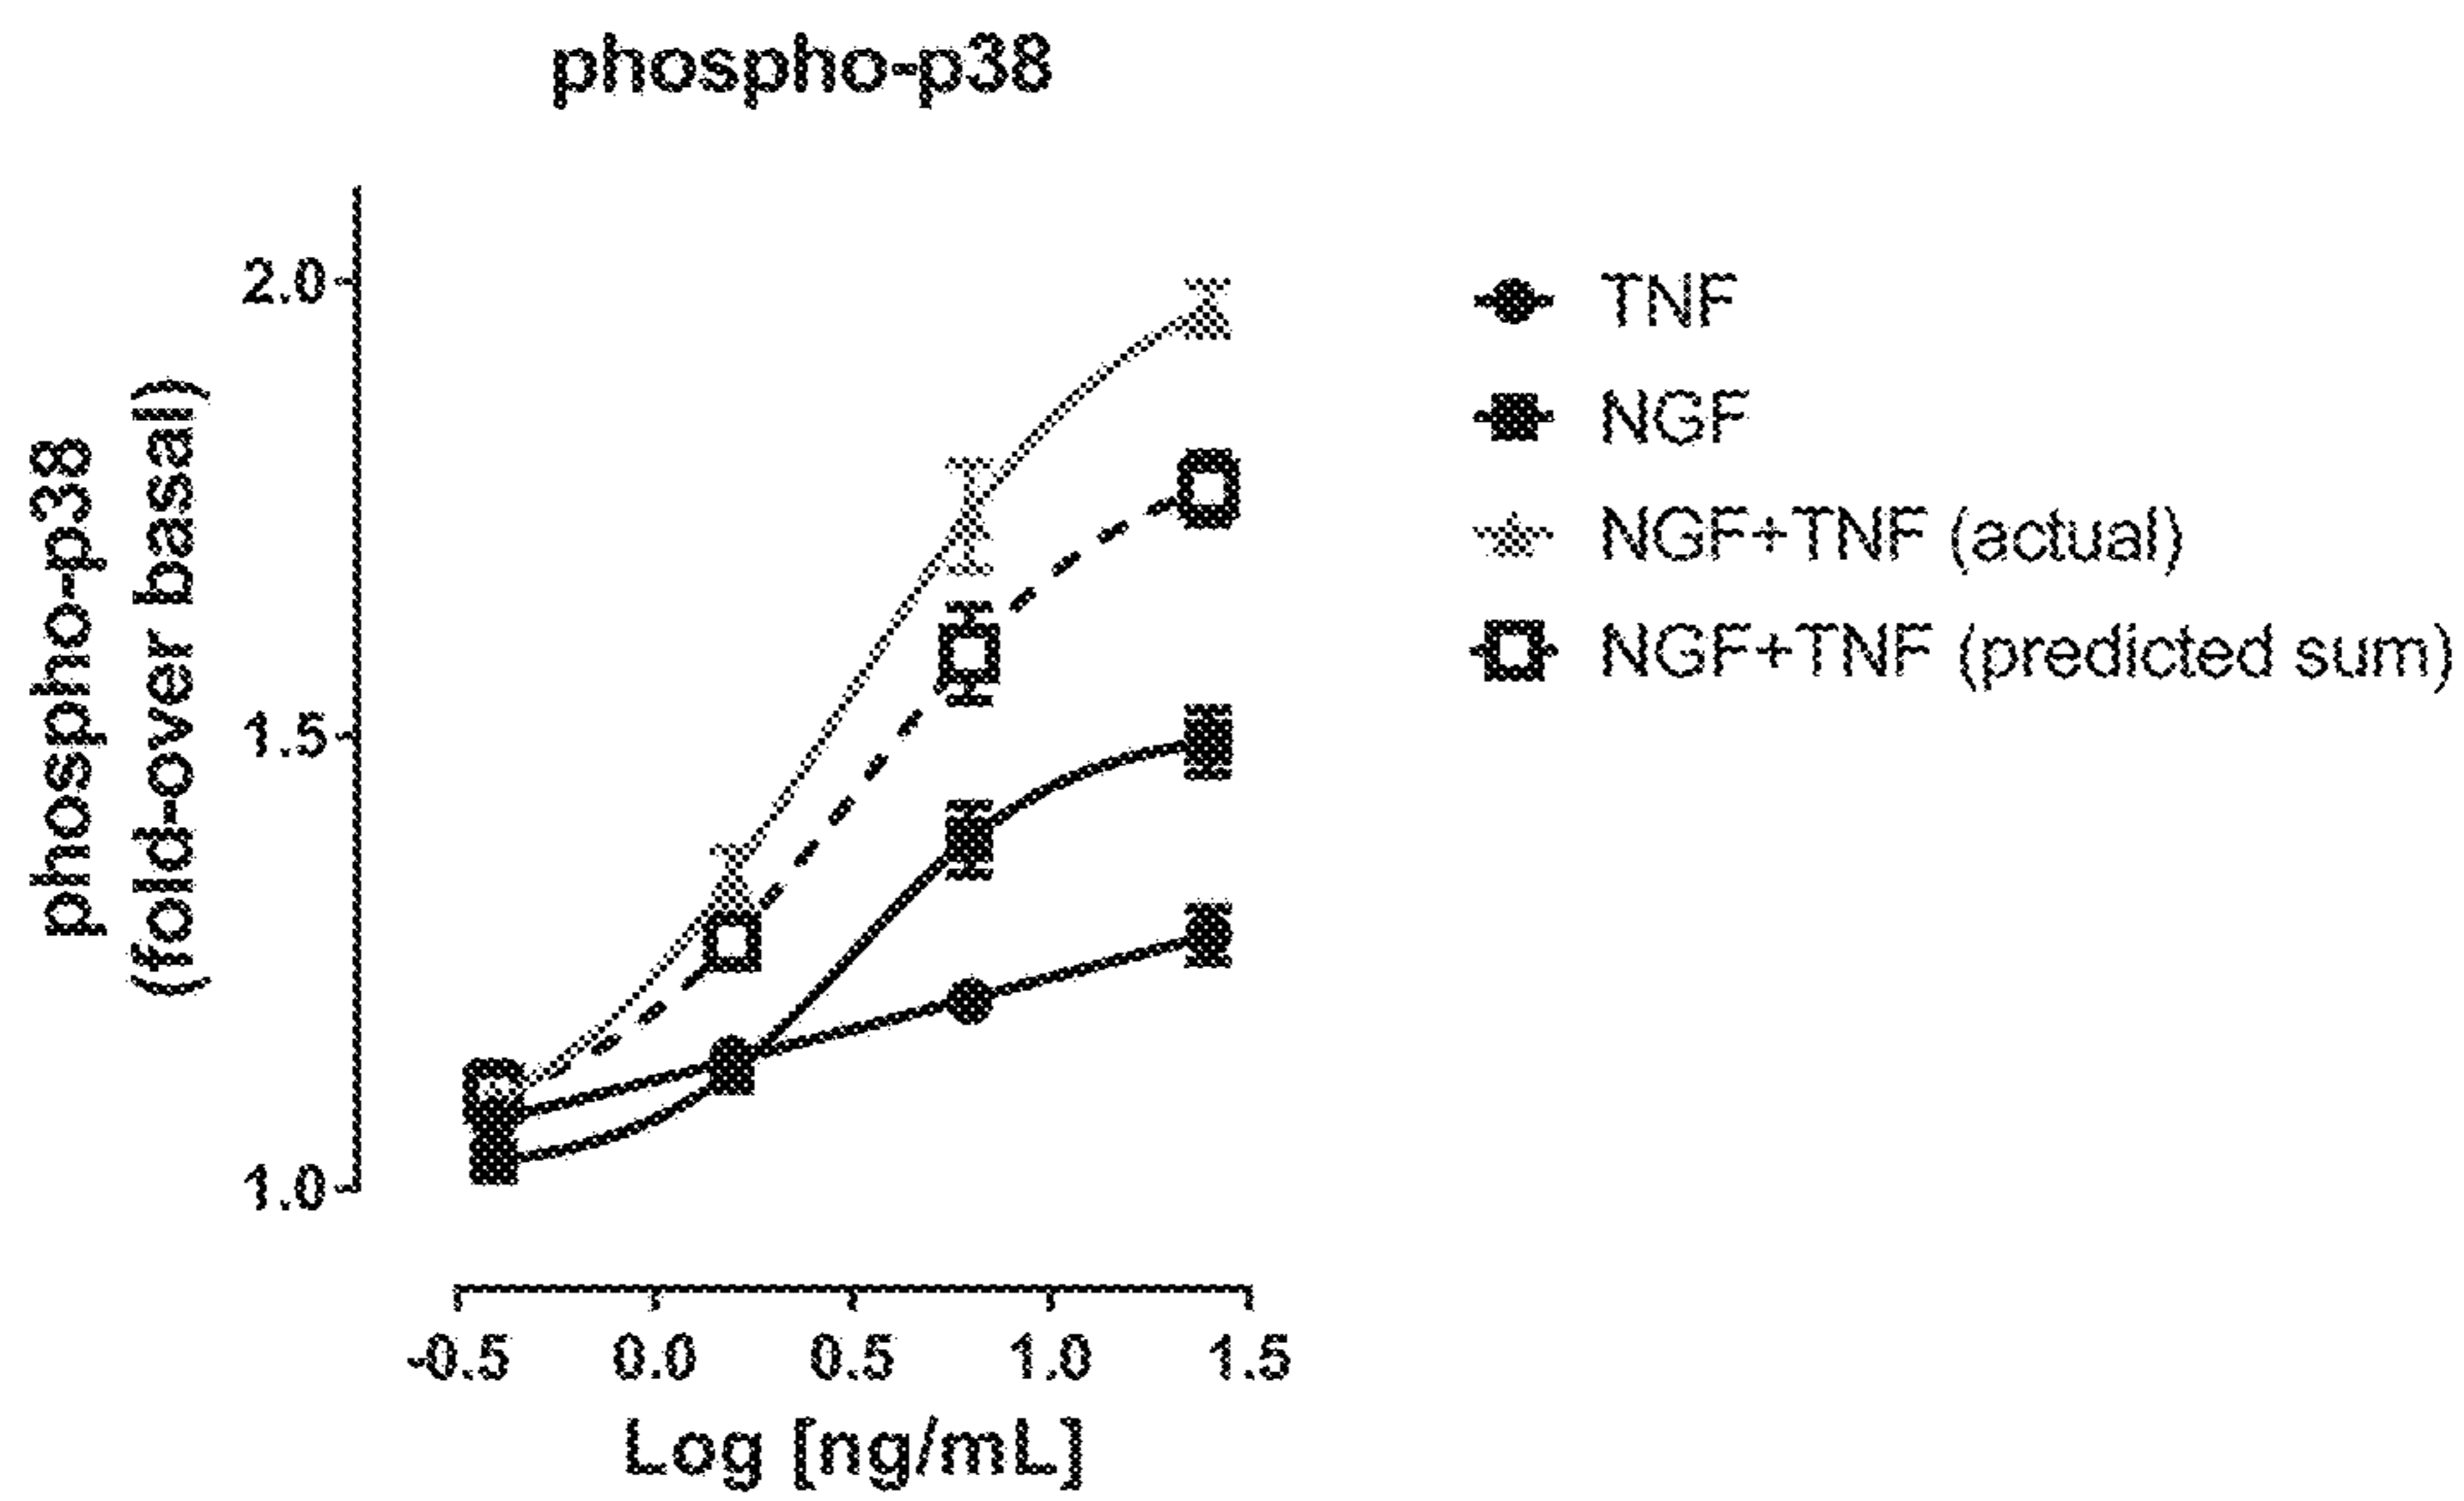 phospho-p38
phospho-p38
(fold-over basal)
2.0
1.5
1.0
-0.5 0.0 0.5 1.0 1.5
Log [ng/mL]
TNF
NGF
NGF+TNF (actual)
NGF+TNF (predicted sum)